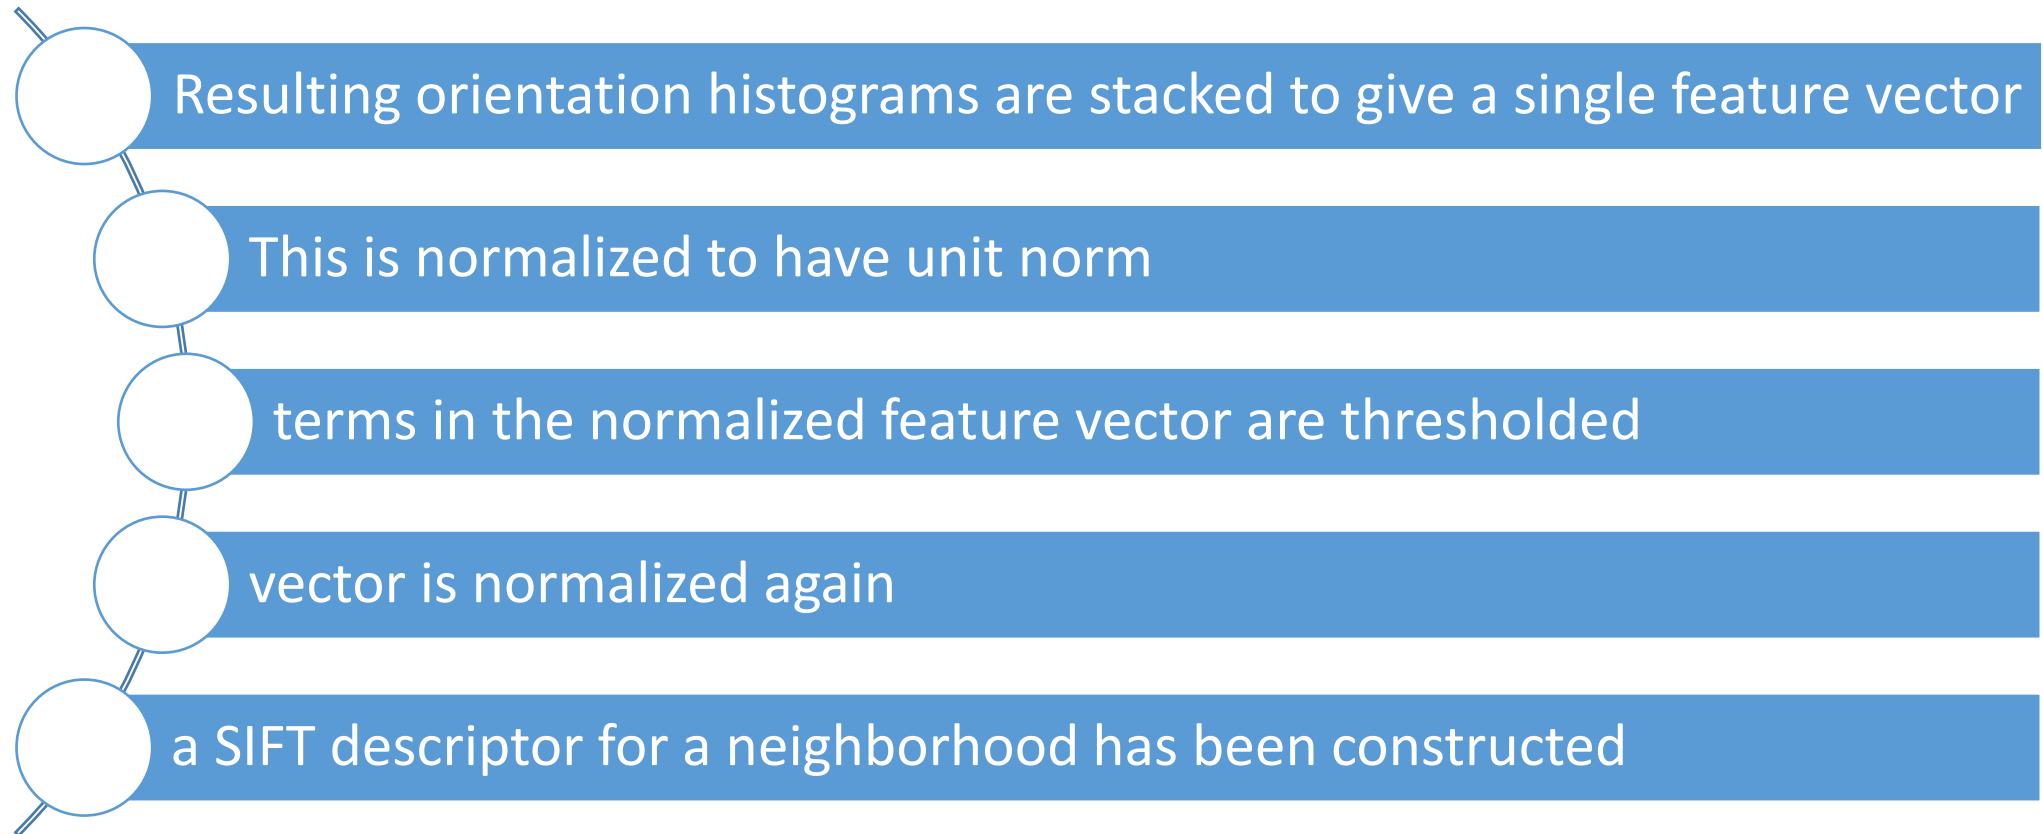 Resulting orientation histograms are stacked to give a single feature vector
This is normalized to have unit norm
terms in the normalized feature vector are thresholded
vector is normalized again
a SIFT descriptor for a neighborhood has been constructed